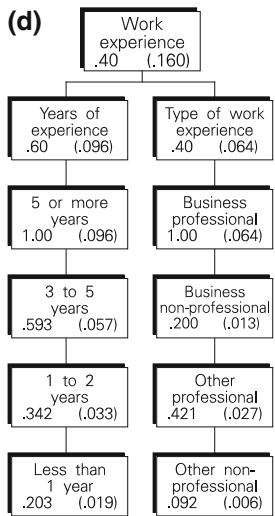 (d)
Work
experience
.40 (.160)
Years of
experience
.60 (.096)
Type of work
experience
.40 (.064)
5 or more
years
1.00 (.096)
Business
professional
1.00 (.064)
3 to 5
years
.593 (.057)
Business
non-professional
.200 (.013)
1 to 2
years
.342 (.033)
Other
professional
.421 (.027)
Less than
1 year
.203 (.019)
Other non-
professional
.092 (.006)